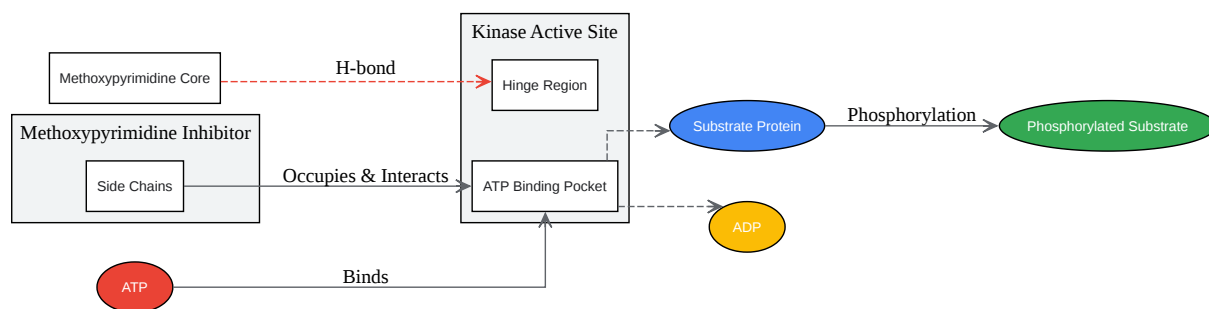 Kinase Active Site
Methoxypyrimidine Core
H-bond
Hinge Region
Methoxypyrimidine Inhibitor
Side Chains
Occupies & Interacts
ATP Binding Pocket
Substrate Protein
Phosphorylation
Phosphorylated Substrate
ADP
ATP
Binds